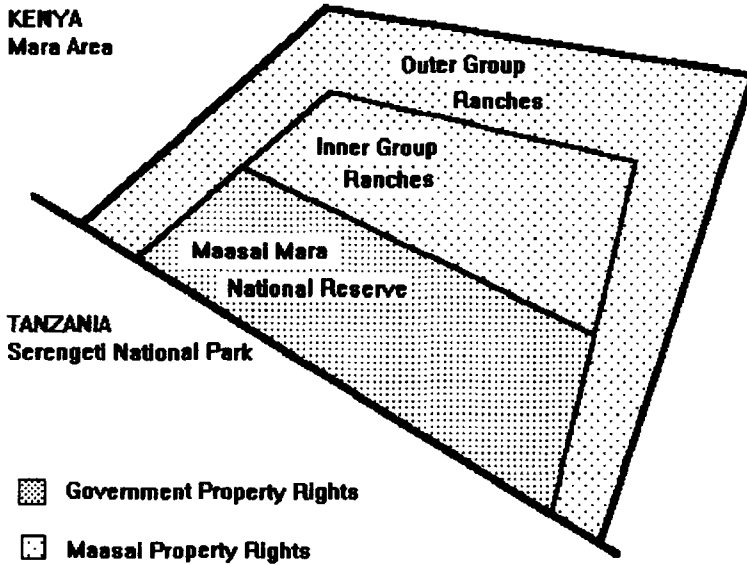 KENYA
Mara Area
Outer Group
Ranches
Inner Group
Ranches
Maasai Mara
National Reserve
TANZANIA
Serengeti National Park
Government Property Rights
Maasai Property Rights